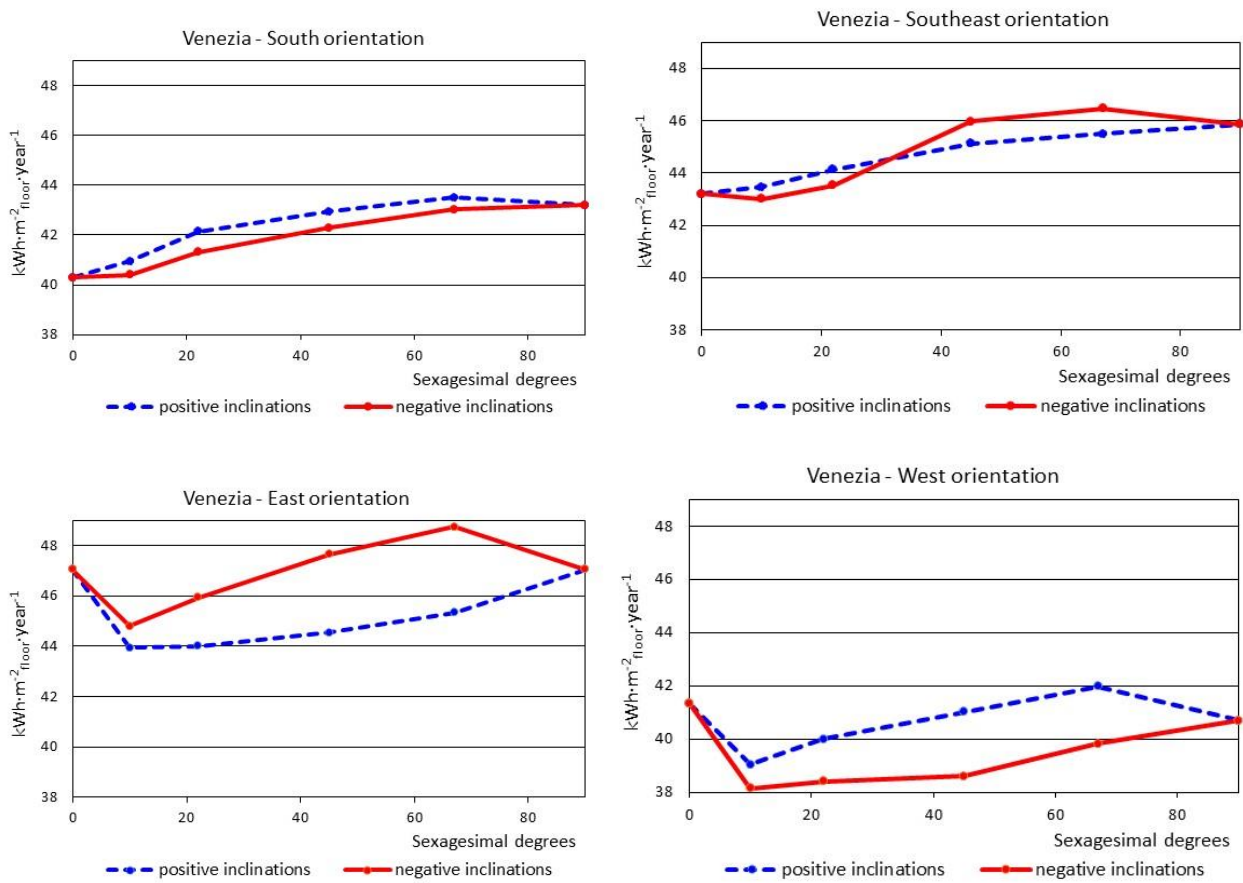 Venezia - South orientation
kWh·m⁻²floor·year⁻¹
48
46
44
42
40
38
0 20 40 60 80
Sexagesimal degrees
positive inclinations negative inclinations
Venezia - Southeast orientation
kWh·m⁻²floor·year⁻¹
48
46
44
42
40
38
0 20 40 60 80
Sexagesimal degrees
positive inclinations negative inclinations
Venezia - East orientation
kWh·m⁻²floor·year⁻¹
48
46
44
42
40
38
0 20 40 60 80
Sexagesimal degrees
positive inclinations negative inclinations
Venezia - West orientation
kWh·m⁻²floor·year⁻¹
48
46
44
42
40
38
0 20 40 60 80
Sexagesimal degrees
positive inclinations negative inclinations